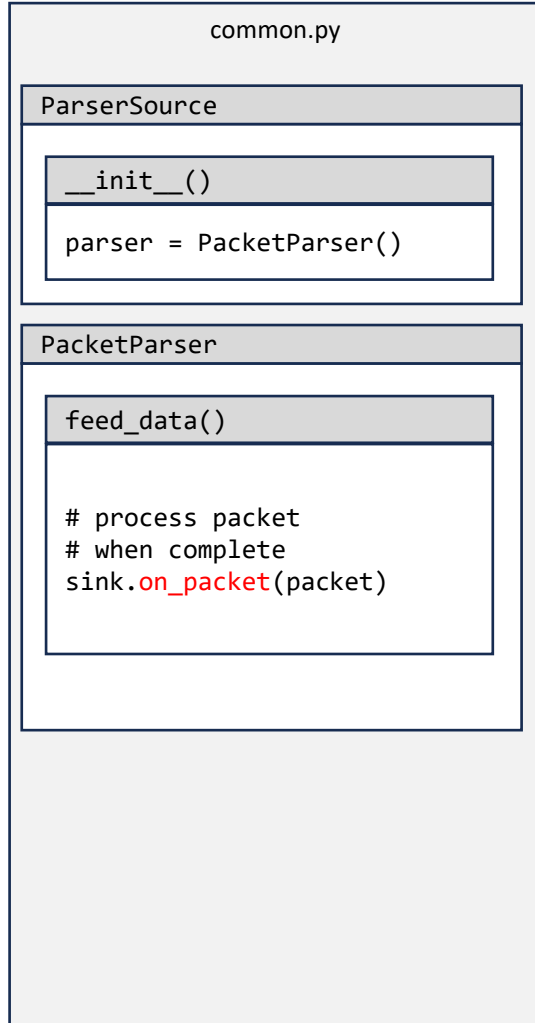 common.py
ParserSource
__init__()
parser = PacketParser()
PacketParser
feed_data()
# process packet
# when complete
sink.on_packet(packet)